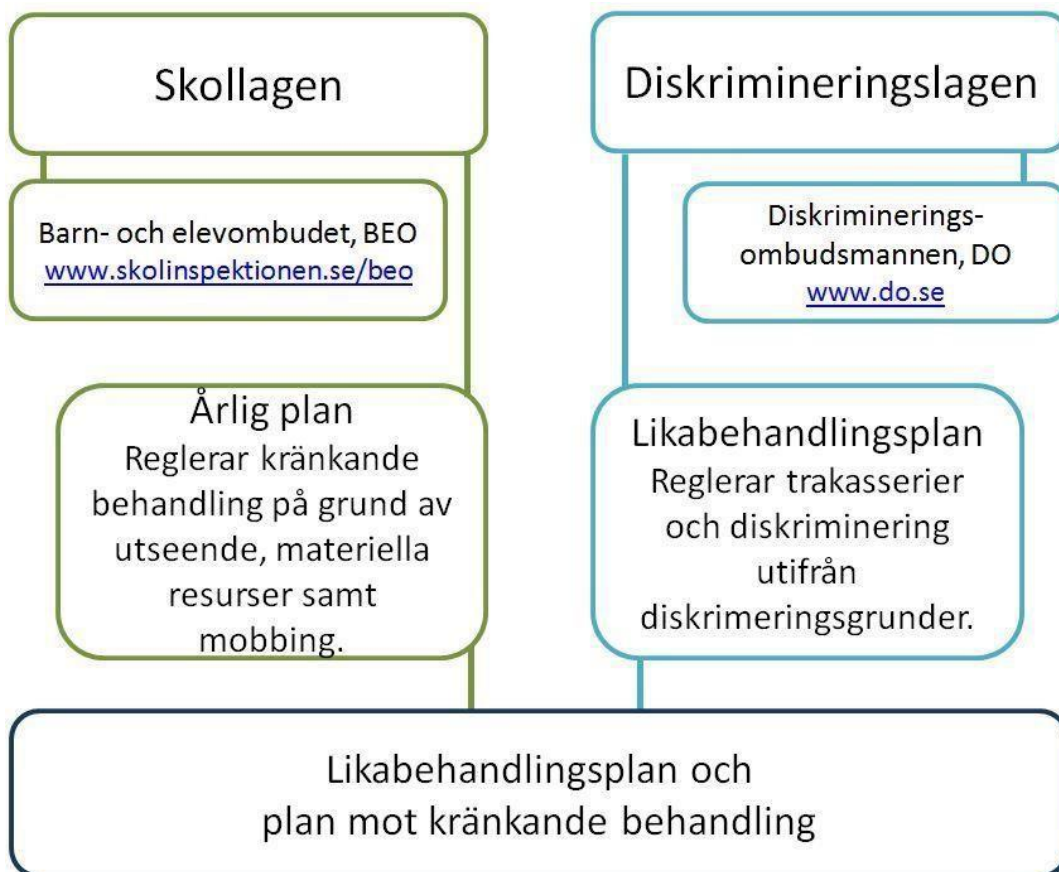 Skollagen
Barn- och elevombudet, BEO
www.skolinspektionen.se/beo
Årlig plan
Reglerar kränkande
behandling på grund av
utseende, materiella
resurser samt
mobbing.
Diskrimineringslagen
Diskriminerings-
ombudsmannen, DO
www.do.se
Likabehandlingsplan
Reglerar trakasserier
och diskriminering
utifrån
diskrimeringsgrunder.
Likabehandlingsplan och
plan mot kränkande behandling